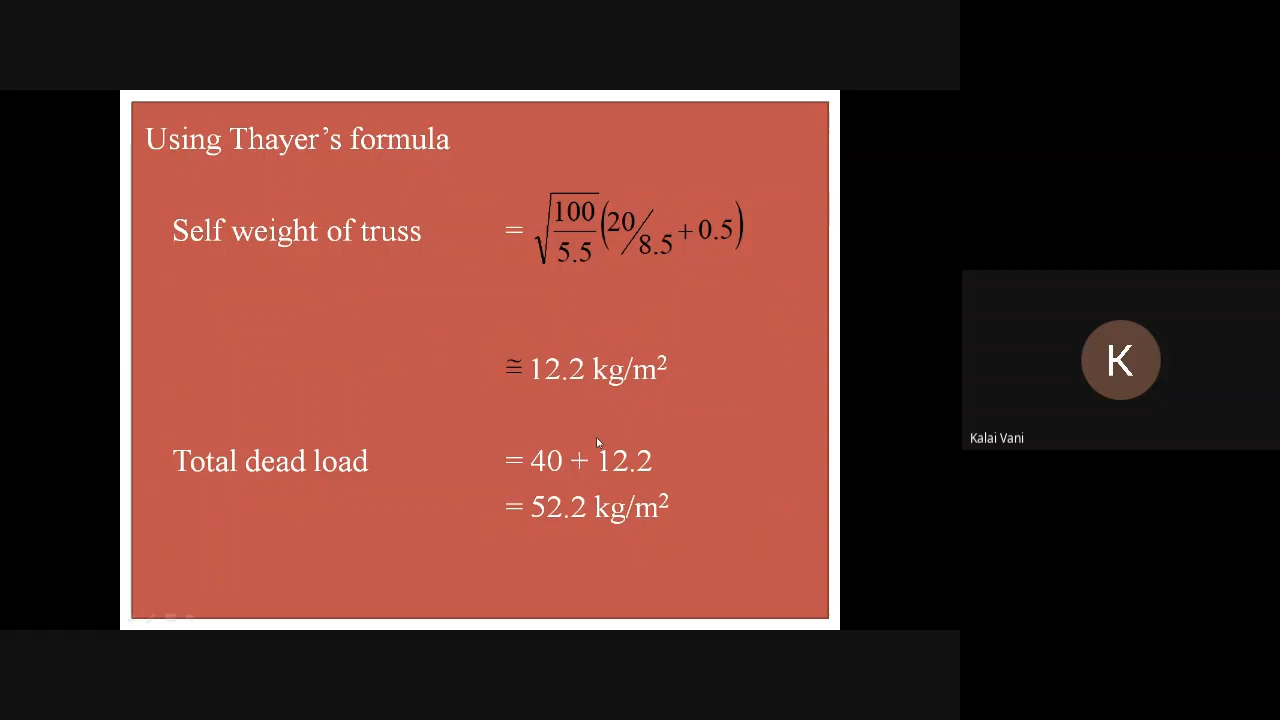 Using Thayer’s formula
Self weight of truss = √(100/5.5) (20/8.5 + 0.5)
≅ 12.2 kg/m²
Total dead load = 40 + 12.2
= 52.2 kg/m²
K
Kalai Vani